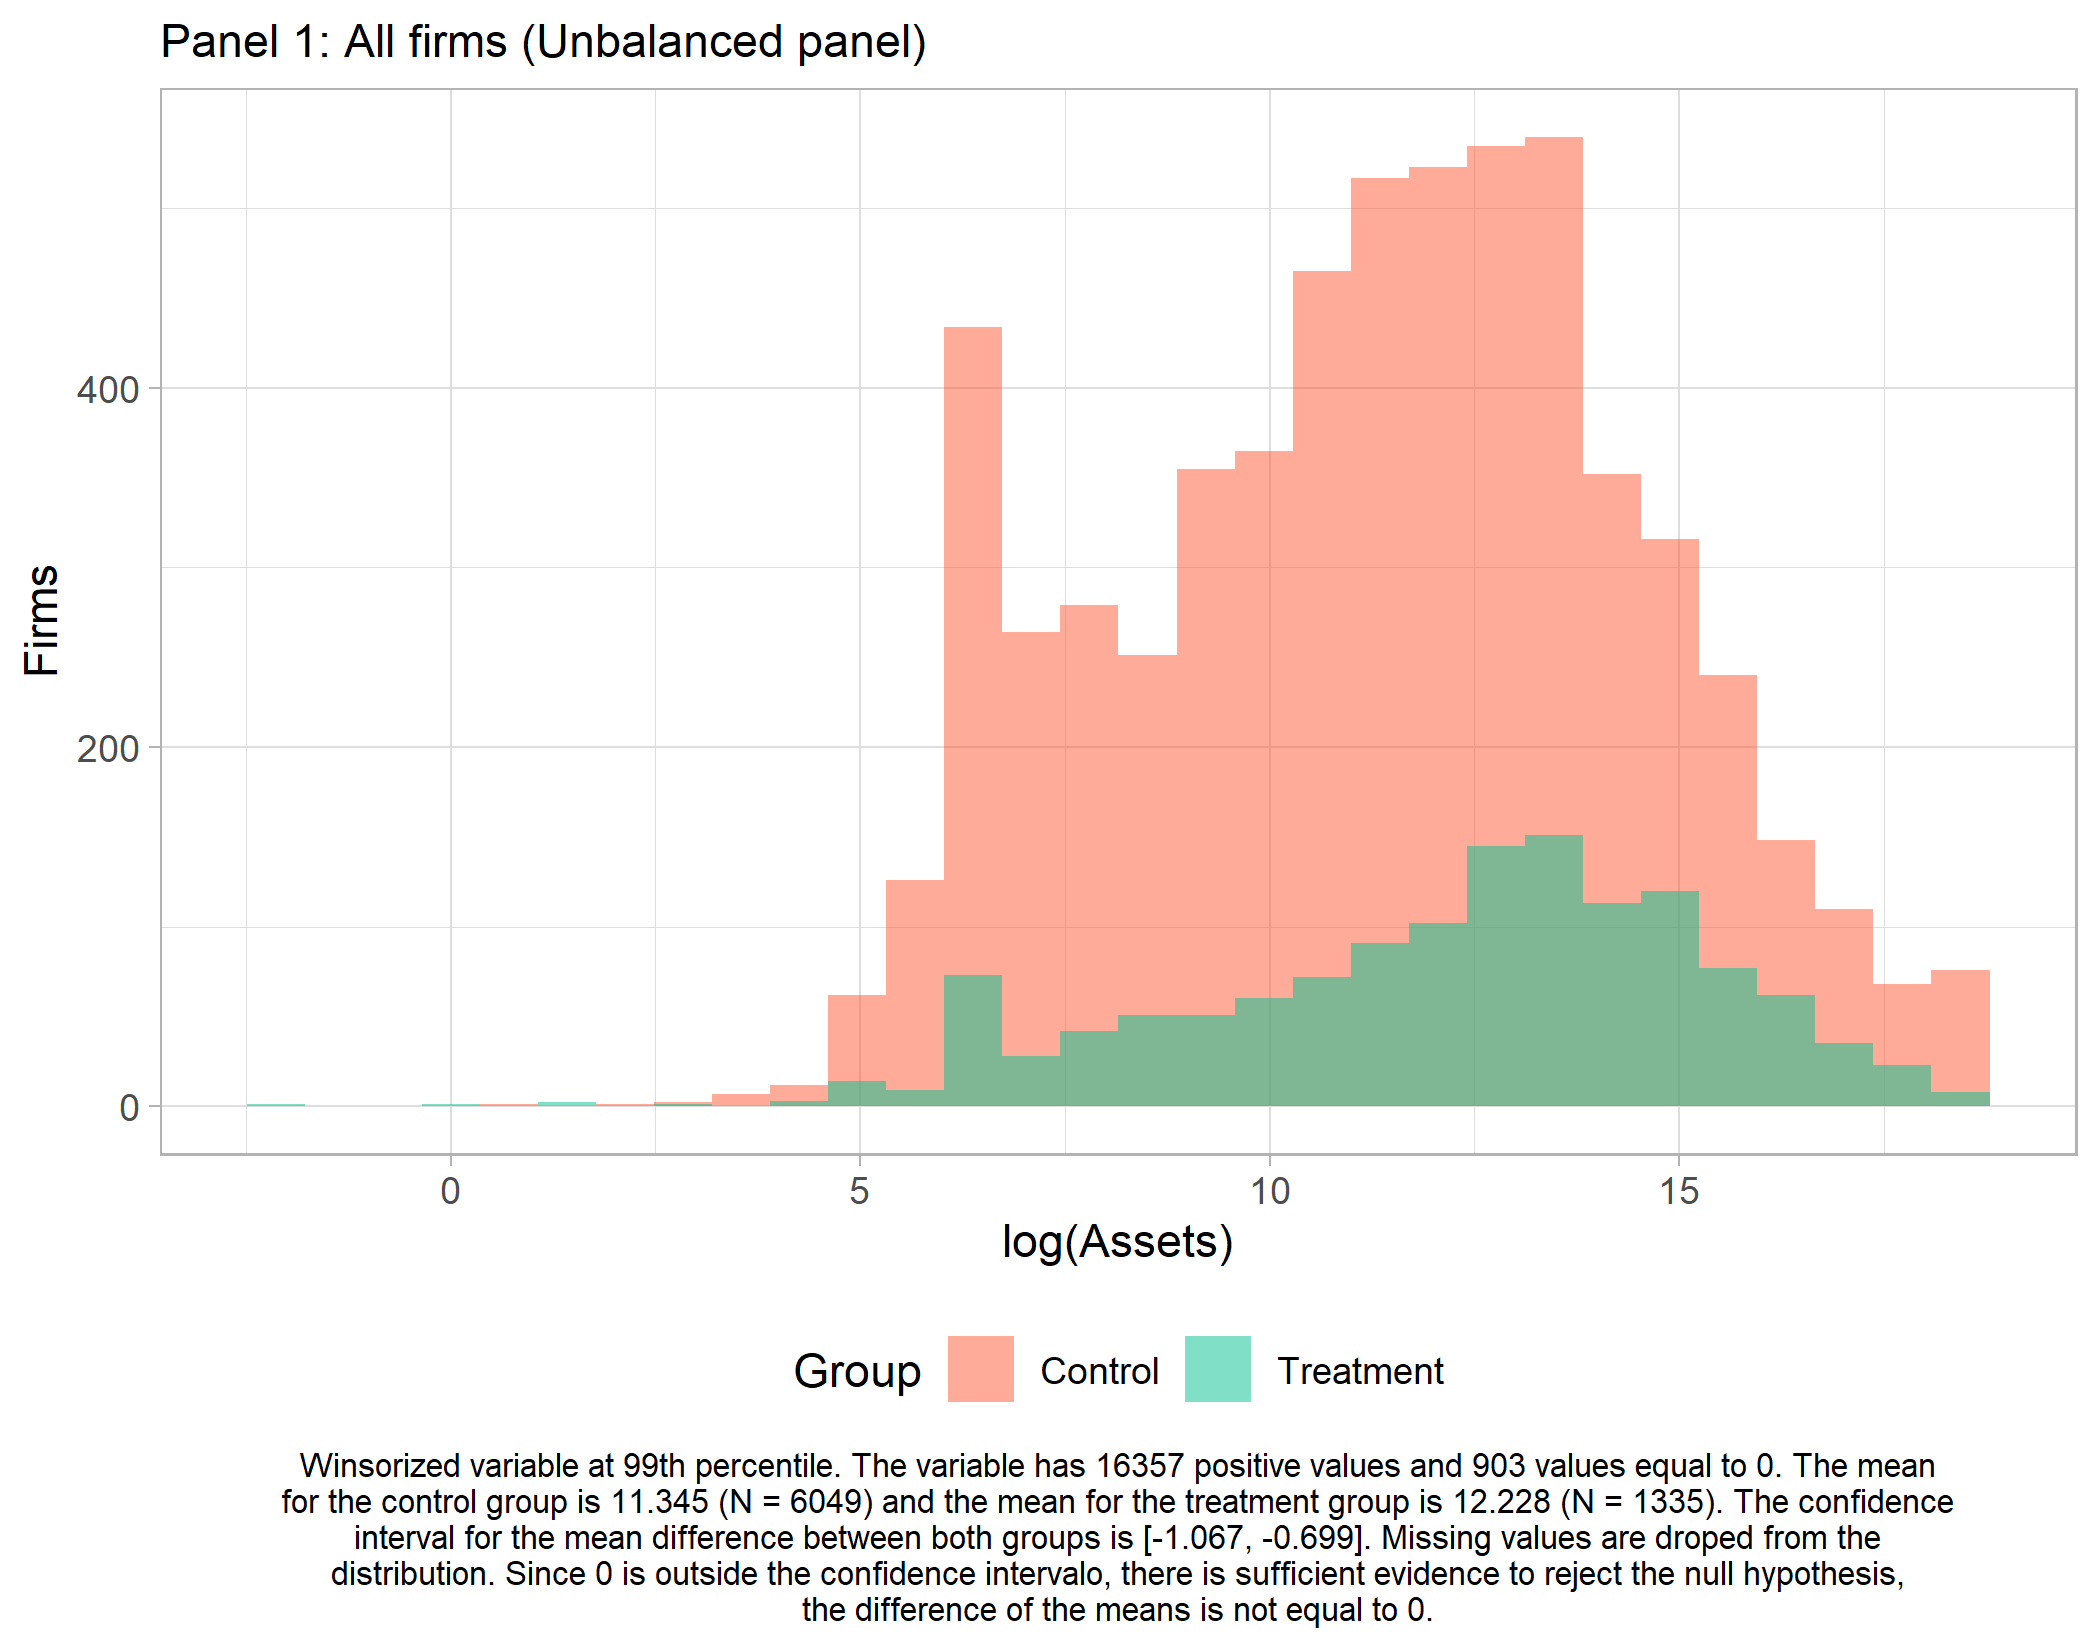 Panel 1: All firms (Unbalanced panel)
Firms
400
200
0
0 5 10 15
log(Assets)
Group Control Treatment
Winsorized variable at 99th percentile. The variable has 16357 positive values and 903 values equal to 0. The mean
for the control group is 11.345 (N = 6049) and the mean for the treatment group is 12.228 (N = 1335). The confidence
interval for the mean difference between both groups is [-1.067, -0.699]. Missing values are droped from the
distribution. Since 0 is outside the confidence intervalo, there is sufficient evidence to reject the null hypothesis,
the difference of the means is not equal to 0.